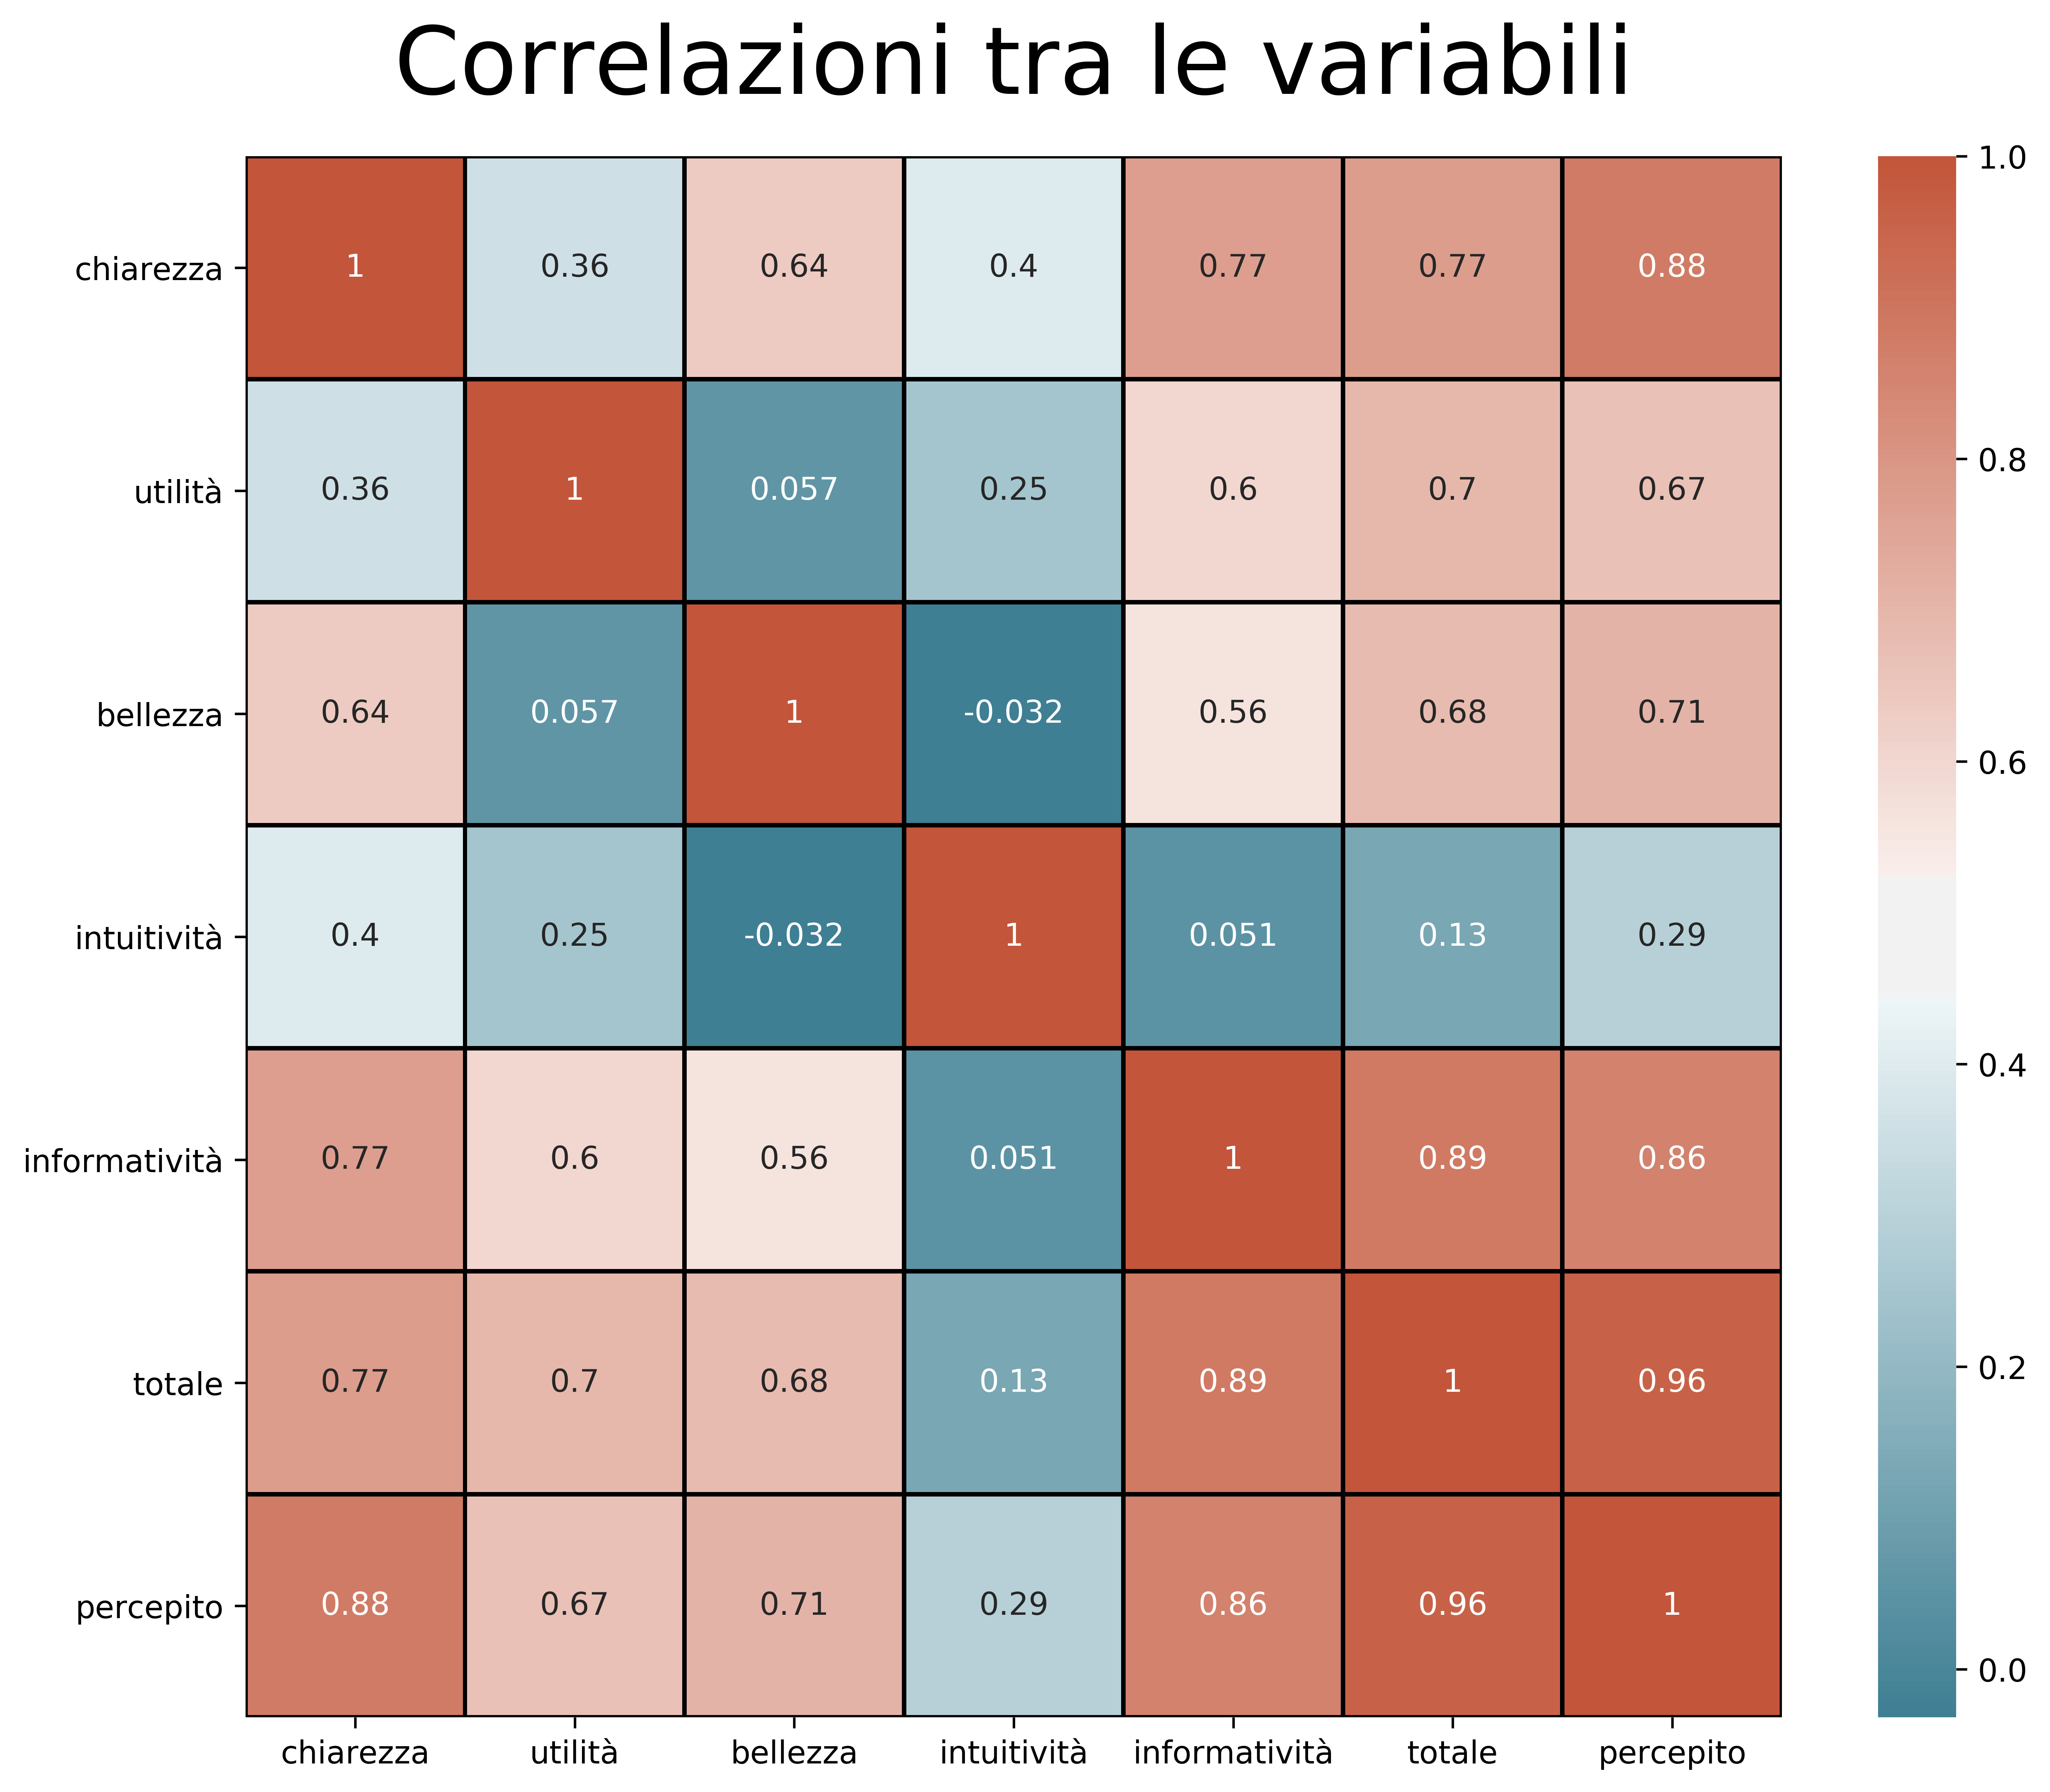 Correlazioni tra le variabili
chiarezza 1 0.36 0.64 0.4 0.77 0.77 0.88
utilità 0.36 1 0.057 0.25 0.6 0.7 0.67
bellezza 0.64 0.057 1 -0.032 0.56 0.68 0.71
intuitività 0.4 0.25 -0.032 1 0.051 0.13 0.29
informatività 0.77 0.6 0.56 0.051 1 0.89 0.86
totale 0.77 0.7 0.68 0.13 0.89 1 0.96
percepito 0.88 0.67 0.71 0.29 0.86 0.96 1
chiarezza utilità bellezza intuitività informatività totale percepito
1.0
0.8
0.6
0.4
0.2
0.0